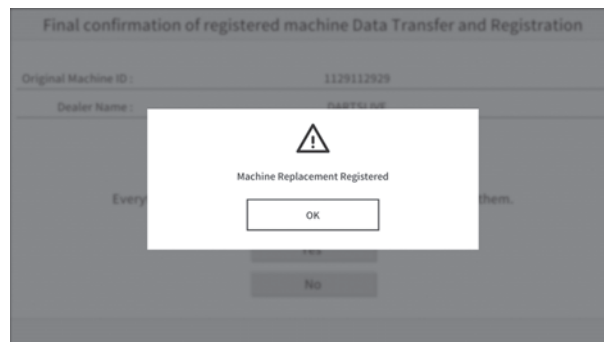 Final confirmation of registered machine Data Transfer and Registration
Original Machine ID : 1129112929
Dealer Name : DARTSLIVE
Machine Replacement Registered
Every them.
OK
Yes
No